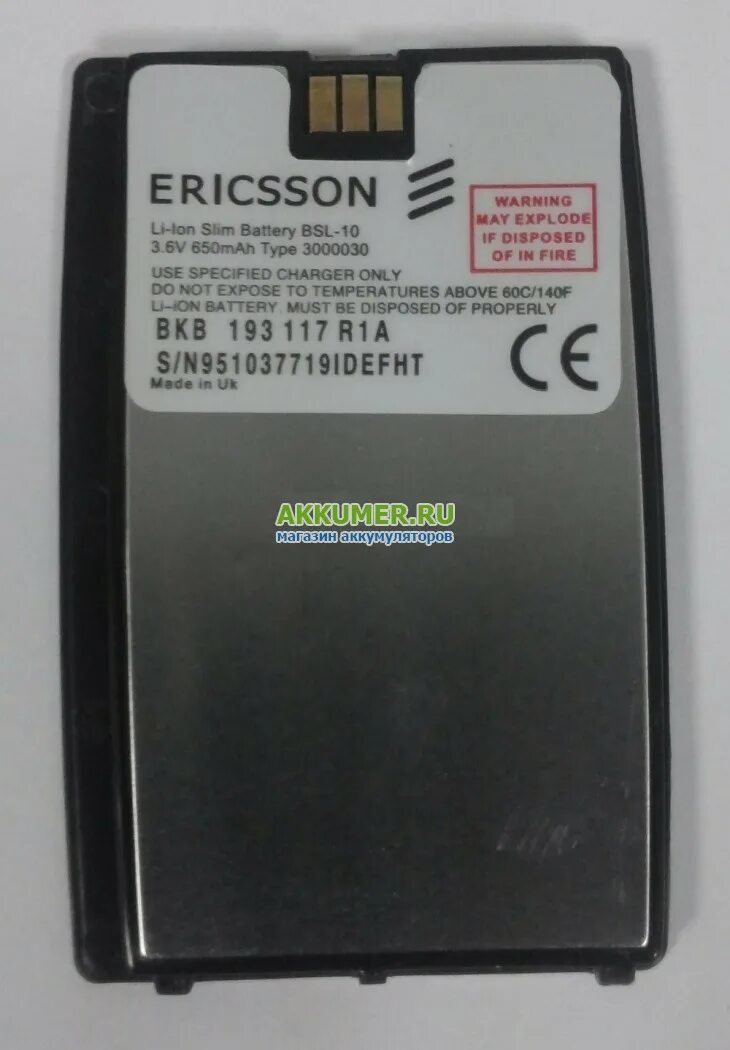 ERICSSON
Li-Ion Slim Battery BSL-10
3.6V 650mAh Type 3000030
WARNING
MAY EXPLODE
IF DISPOSED
OF IN FIRE
USE SPECIFIED CHARGER ONLY
DO NOT EXPOSE TO TEMPERATURES ABOVE 60C/140F
Li-iON BATTERY. MUST BE DISPOSED OF PROPERLY
BKB 193 117 R1A
S/N951037719IDEFHT
Made in Uk
CE
AKKUMER.RU
магазин аккумуляторов